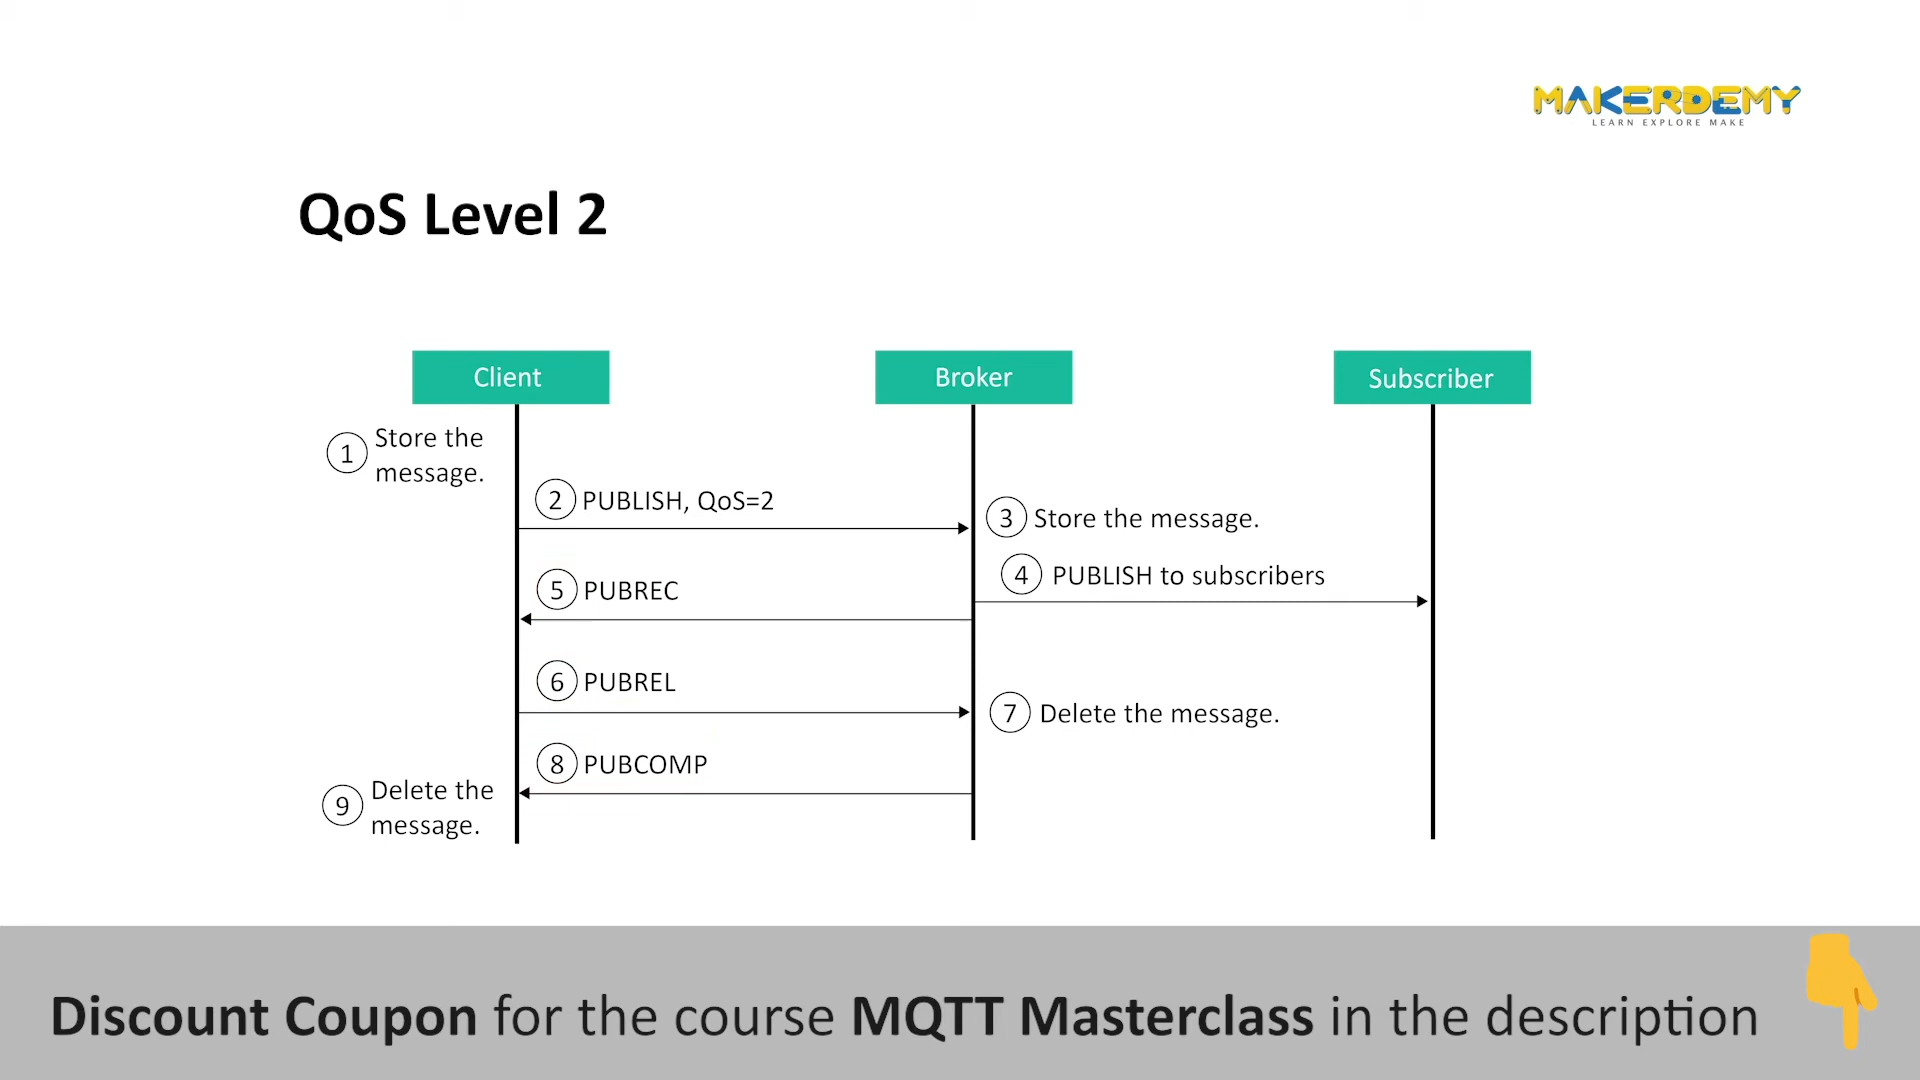 MAKERDEMY
LEARN EXPLORE MAKE
QoS Level 2
Client
Broker
Subscriber
1 Store the
message.
2 PUBLISH, QoS=2
3 Store the message.
4 PUBLISH to subscribers
5 PUBREC
6 PUBREL
7 Delete the message.
8 PUBCOMP
9 Delete the
message.
Discount Coupon for the course MQTT Masterclass in the description